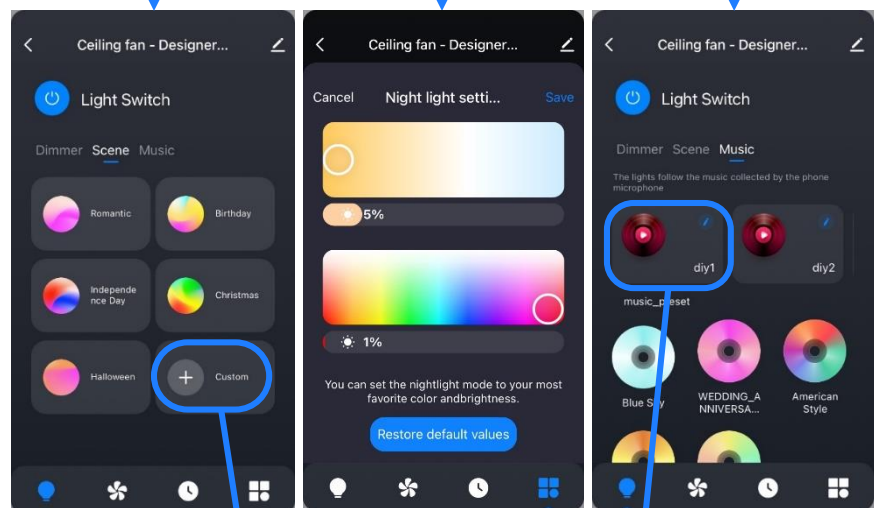 Ceiling fan - Designer...
Light Switch
Dimmer Scene Music
Romantic
Birthday
Independe
nce Day
Christmas
Halloween
Custom
Ceiling fan - Designer...
Cancel Night light setti... Save
5%
1%
You can set the nightlight mode to your most
favorite color andbrightness.
Restore default values
Ceiling fan - Designer...
Light Switch
Dimmer Scene Music
The lights follow the music collected by the phone
microphone
diy1
diy2
music_preset
Blue Sky
WEDDING_A
NNIVERSA...
American
Style